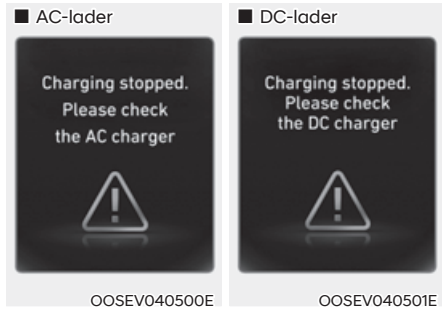 ■ AC-lader
Charging stopped.
Please check
the AC charger
OOSEV040500E
■ DC-lader
Charging stopped.
Please check
the DC charger
OOSEV040501E